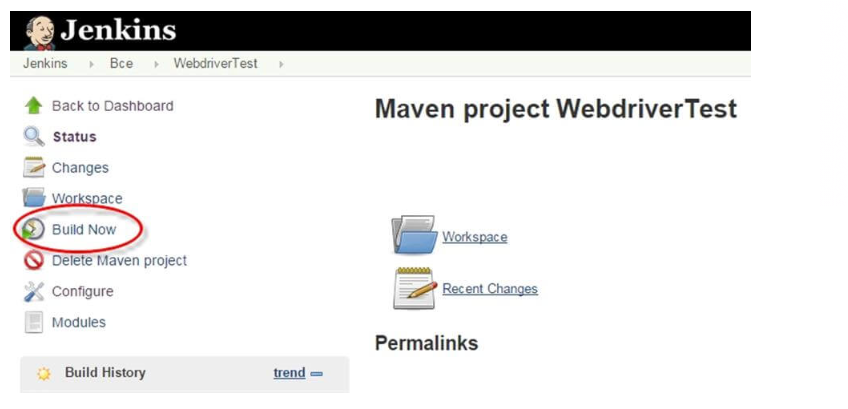 Jenkins
Jenkins Все WebdriverTest
Back to Dashboard
Status
Changes
Workspace
Build Now
Delete Maven project
Configure
Modules
Build History trend
Maven project WebdriverTest
Workspace
Recent Changes
Permalinks